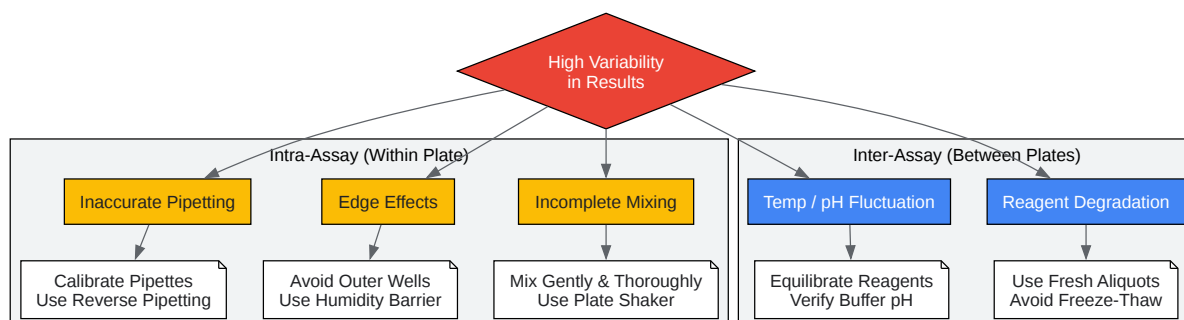 High Variability
in Results
Intra-Assay (Within Plate)
Inter-Assay (Between Plates)
Inaccurate Pipetting
Edge Effects
Incomplete Mixing
Temp / pH Fluctuation
Reagent Degradation
Calibrate Pipettes
Use Reverse Pipetting
Avoid Outer Wells
Use Humidity Barrier
Mix Gently & Thoroughly
Use Plate Shaker
Equilibrate Reagents
Verify Buffer pH
Use Fresh Aliquots
Avoid Freeze-Thaw